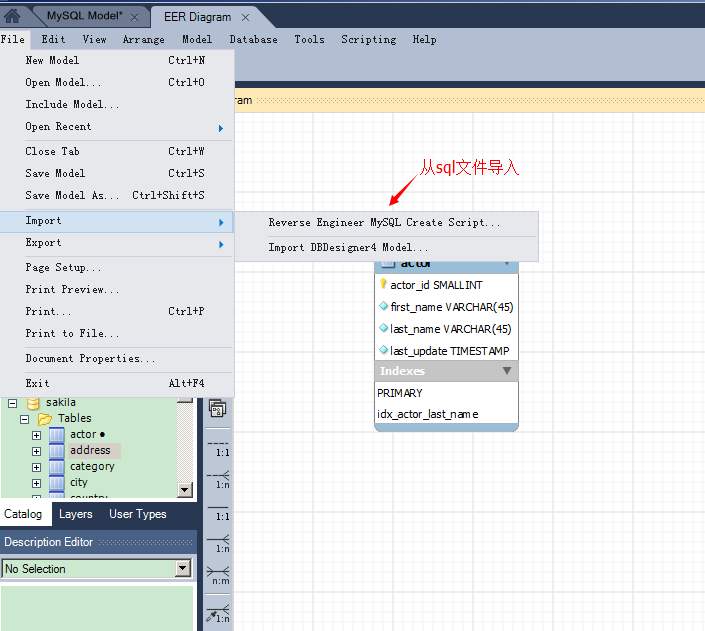 MySQL Model*
EER Diagram
File Edit View Arrange Model Database Tools Scripting Help
New Model Ctrl+N
Open Model... Ctrl+O
Include Model...
Open Recent
Close Tab Ctrl+W
Save Model Ctrl+S
Save Model As... Ctrl+Shift+S
Import
Export
Page Setup...
Print Preview...
Print... Ctrl+P
Print to File...
Document Properties...
Exit Alt+F4
ram
从sql文件导入
Reverse Engineer MySQL Create Script...
Import DBDesigner4 Model...
actor
actor_id SMALLINT
first_name VARCHAR(45)
last_name VARCHAR(45)
last_update TIMESTAMP
Indexes
PRIMARY
idx_actor_last_name
sakila
Tables
actor ●
address
category
city
country
1:1
1:n
1:1
1:n
n:m
1:n
Catalog Layers User Types
Description Editor
No Selection